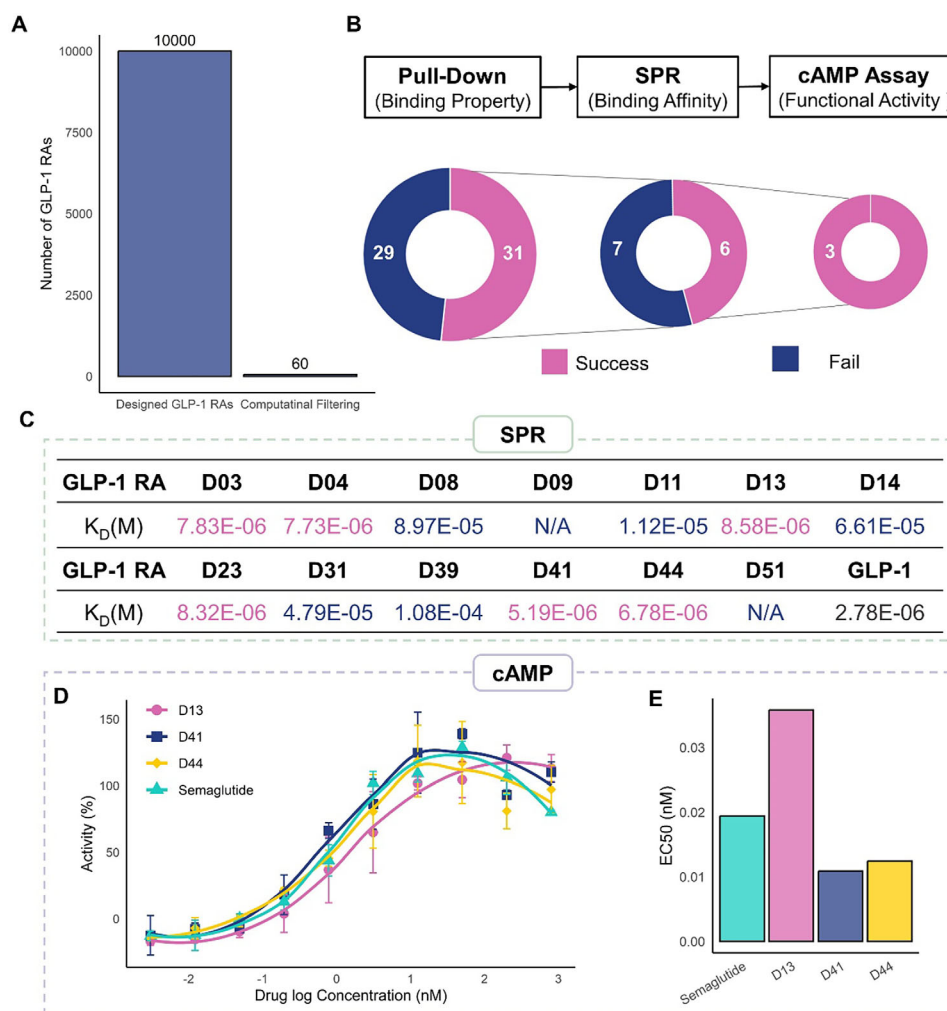 A
10000
10000
7500
5000
2500
0
60
Number of GLP-1 RAs
Designed GLP-1 RAs Computatinal Filtering
B
Pull-Down
(Binding Property)
SPR
(Binding Affinity)
cAMP Assay
(Functional Activity )
29
31
7
6
3
Success
Fail
C
SPR
GLP-1 RA D03 D04 D08 D09 D11 D13 D14
KD(M) 7.83E-06 7.73E-06 8.97E-05 N/A 1.12E-05 8.58E-06 6.61E-05
GLP-1 RA D23 D31 D39 D41 D44 D51 GLP-1
KD(M) 8.32E-06 4.79E-05 1.08E-04 5.19E-06 6.78E-06 N/A 2.78E-06
cAMP
D
D13
D41
D44
Semaglutide
150
100
50
0
Activity (%)
-2 -1 0 1 2 3
Drug log Concentration (nM)
E
0.03
0.02
0.01
0.00
EC50 (nM)
Semaglutide D13 D41 D44